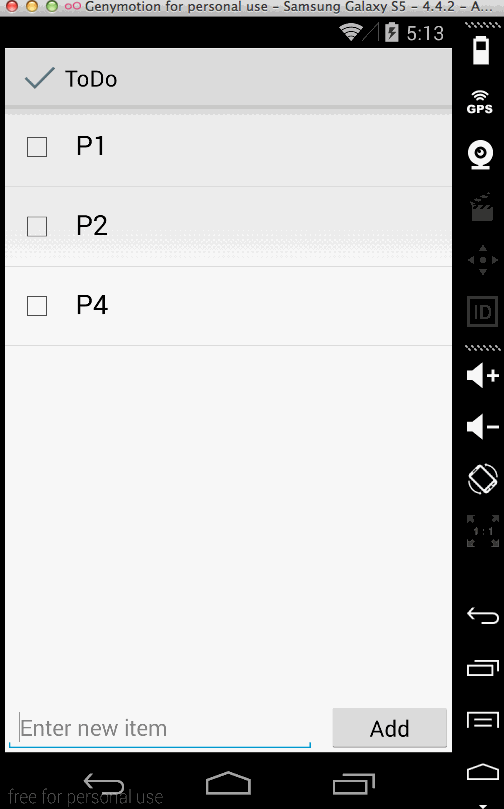 Genymotion for personal use - Samsung Galaxy S5 - 4.4.2 - A...
5:13
GPS
ToDo
P1
P2
ID
P4
1:1
Enter new item
Add
free for personal use